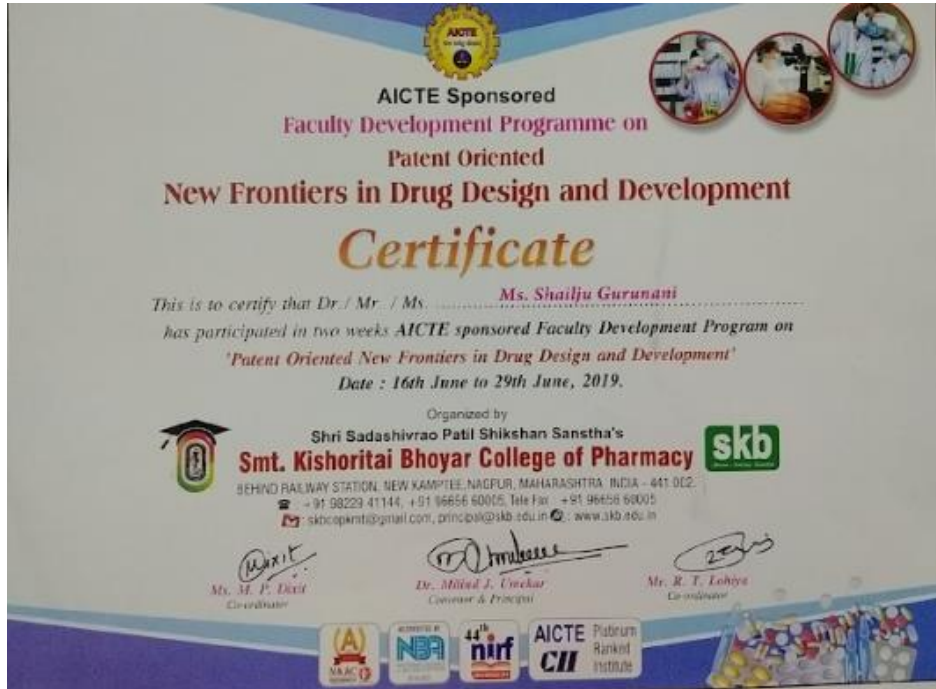 AICTE
AICTE Sponsored
Faculty Development Programme on
Patent Oriented
New Frontiers in Drug Design and Development
Certificate
This is to certify that Dr./ Mr. / Ms. Ms. Shailju Gurunani
has participated in two weeks AICTE sponsored Faculty Development Program on
'Patent Oriented New Frontiers in Drug Design and Development'
Date : 16th June to 29th June, 2019.
Organized by
Shri Sadashivrao Patil Shikshan Sanstha's
Smt. Kishoritai Bhoyar College of Pharmacy
skb
BEHIND RAILWAY STATION, NEW KAMPTEE, NAGPUR, MAHARASHTRA, INDIA - 441 002.
+91 98229 41144, +91 96656 60005, Tele Fax : +91 96656 60005
skbcopkmt@gmail.com, principal@skb.edu.in : www.skb.edu.in
Ms. M. P. Dixit
Co-ordinator
Dr. Milind J. Umekar
Convenor & Principal
Mr. R. T. Lohiya
Co-ordinator
NAAC
ACCREDITED BY
NBA
44th
nirf
AICTE
CII
Platinum
Ranked
Institute